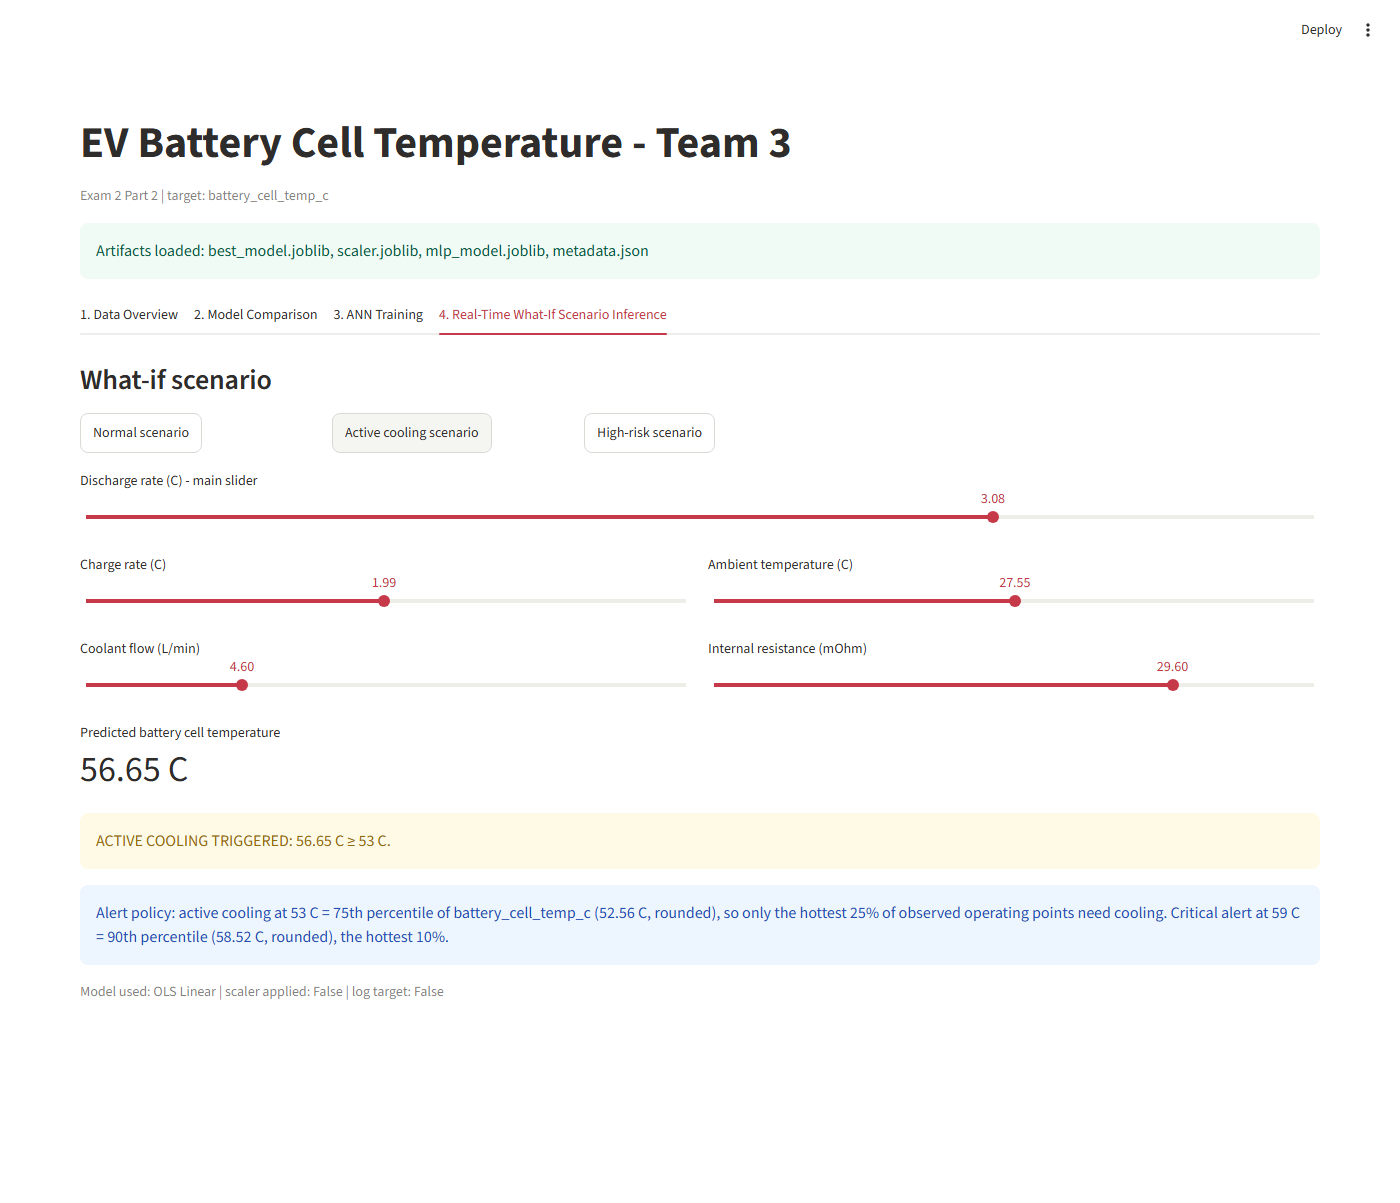 Deploy
EV Battery Cell Temperature - Team 3
Exam 2 Part 2 | target: battery_cell_temp_c
Artifacts loaded: best_model.joblib, scaler.joblib, mlp_model.joblib, metadata.json
1. Data Overview
2. Model Comparison
3. ANN Training
4. Real-Time What-If Scenario Inference
What-if scenario
Normal scenario
Active cooling scenario
High-risk scenario
Discharge rate (C) - main slider
3.08
Charge rate (C)
1.99
Ambient temperature (C)
27.55
Coolant flow (L/min)
4.60
Internal resistance (mOhm)
29.60
Predicted battery cell temperature
56.65 C
ACTIVE COOLING TRIGGERED: 56.65 C ≥ 53 C.
Alert policy: active cooling at 53 C = 75th percentile of battery_cell_temp_c (52.56 C, rounded), so only the hottest 25% of observed operating points need cooling. Critical alert at 59 C
= 90th percentile (58.52 C, rounded), the hottest 10%.
Model used: OLS Linear | scaler applied: False | log target: False